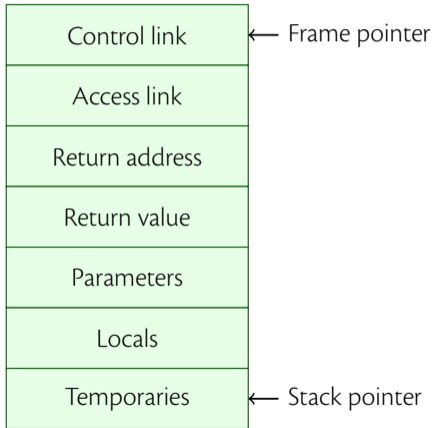 Control link ← Frame pointer
Access link
Return address
Return value
Parameters
Locals
Temporaries ← Stack pointer